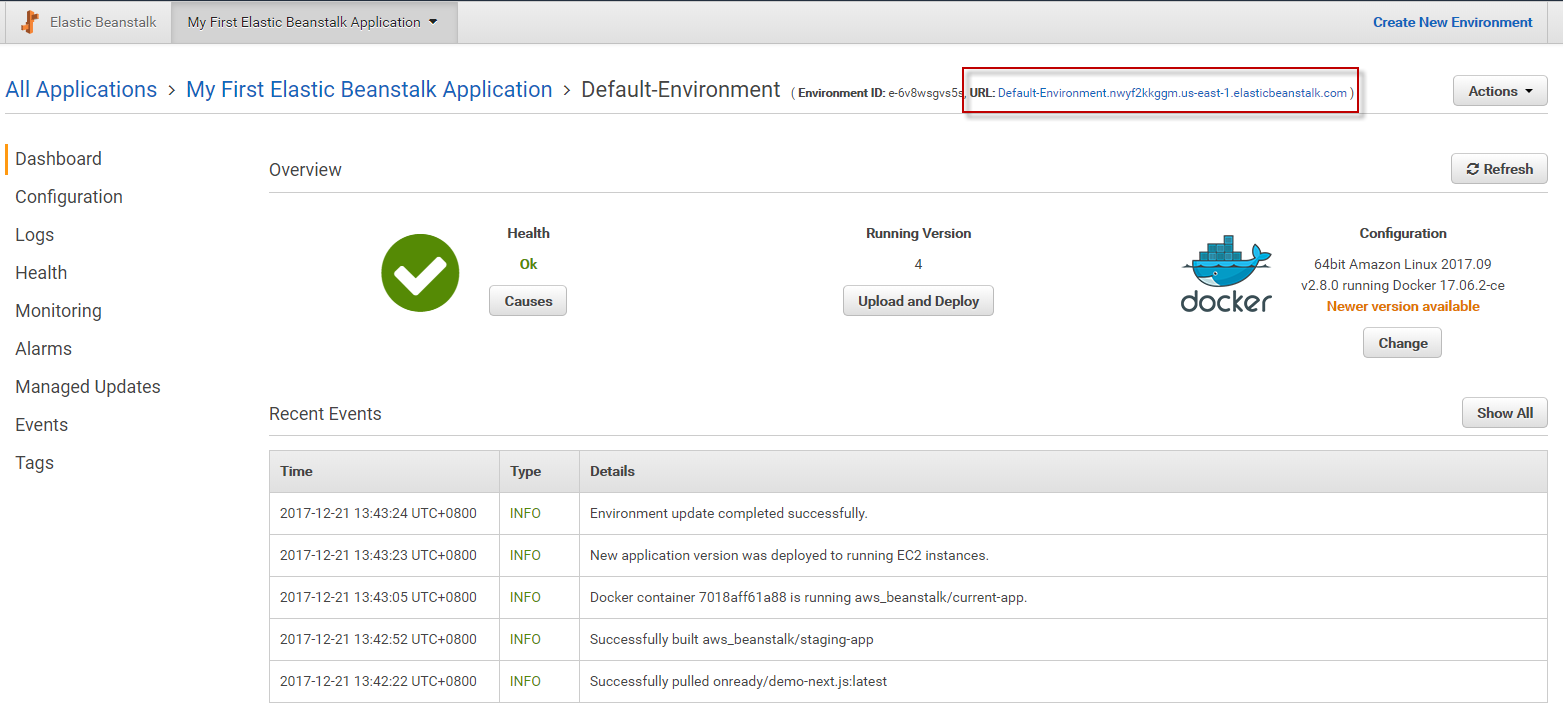 Elastic Beanstalk My First Elastic Beanstalk Application Create New Environment
All Applications > My First Elastic Beanstalk Application > Default-Environment ( Environment ID: e-6v8wsgvs5s, URL: Default-Environment.nwyf2kkggm.us-east-1.elasticbeanstalk.com ) Actions
Dashboard
Configuration
Logs
Health
Monitoring
Alarms
Managed Updates
Events
Tags
Overview Refresh
Health
Ok
Causes
Running Version
4
Upload and Deploy
docker
Configuration
64bit Amazon Linux 2017.09
v2.8.0 running Docker 17.06.2-ce
Newer version available
Change
Recent Events Show All
Time Type Details
2017-12-21 13:43:24 UTC+0800 INFO Environment update completed successfully.
2017-12-21 13:43:23 UTC+0800 INFO New application version was deployed to running EC2 instances.
2017-12-21 13:43:05 UTC+0800 INFO Docker container 7018aff61a88 is running aws_beanstalk/current-app.
2017-12-21 13:42:52 UTC+0800 INFO Successfully built aws_beanstalk/staging-app
2017-12-21 13:42:22 UTC+0800 INFO Successfully pulled onready/demo-next.js:latest